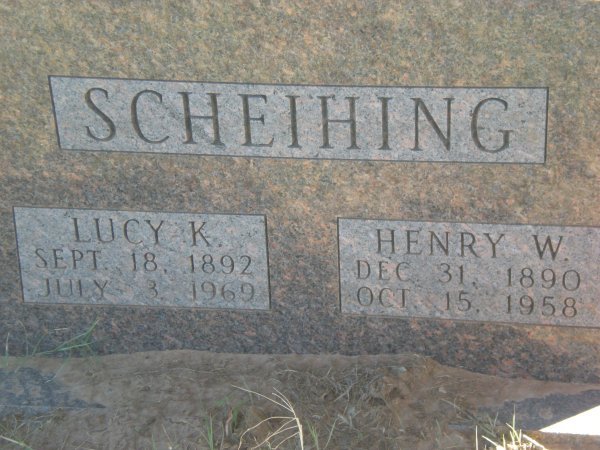 SCHEIHING
LUCY K.
SEPT. 18, 1892
JULY 3, 1969
HENRY W.
DEC. 31, 1890
OCT. 15, 1958